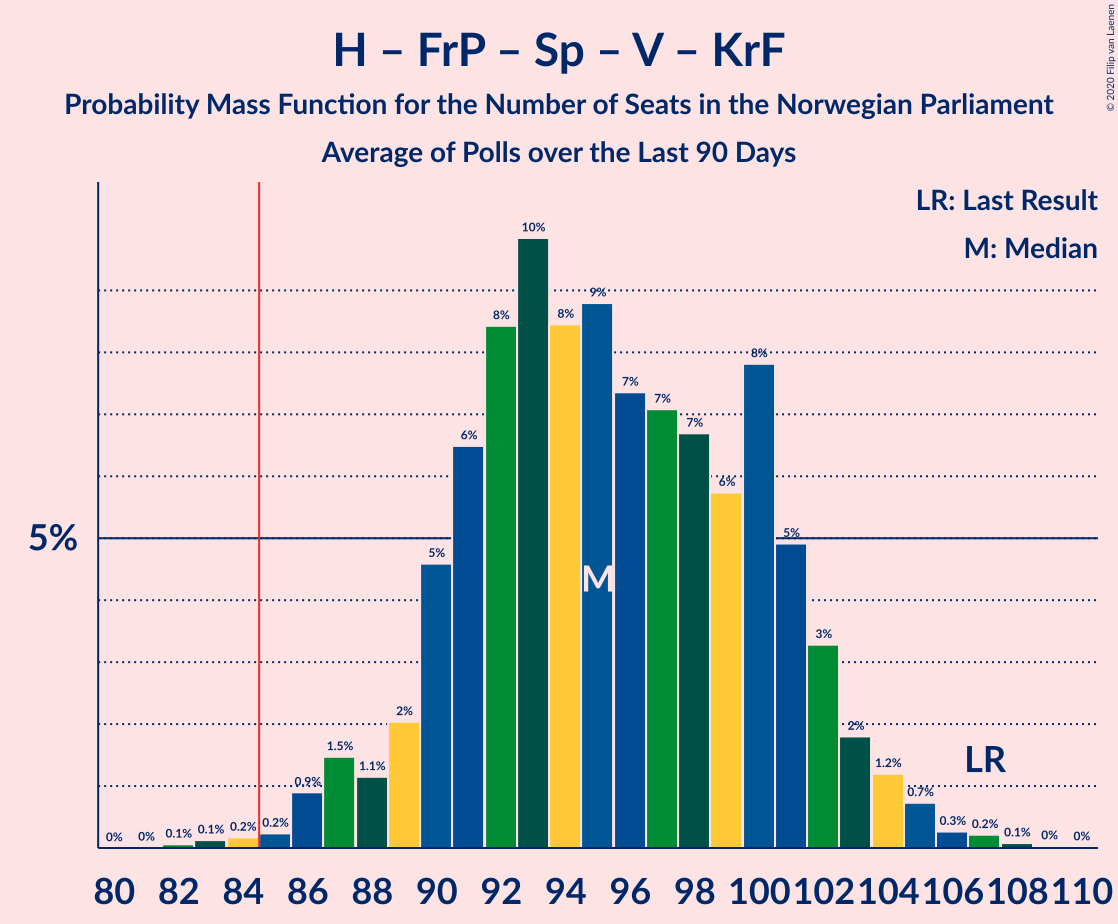 H – FrP – Sp – V – KrF
Probability Mass Function for the Number of Seats in the Norwegian Parliament
Average of Polls over the Last 90 Days
© 2020 Filip van Laenen
LR: Last Result
M: Median
5%
0% 0% 0.1% 0.1% 0.2% 0.2% 0.9% 1.5% 1.1% 2% 5% 6% 8% 10% 8% 9% 7% 7% 7% 6% 8% 5% 3% 2% 1.2% 0.7% 0.3% 0.2% 0.1% 0% 0%
M
LR
80 82 84 86 88 90 92 94 96 98 100 102 104 106 108 110